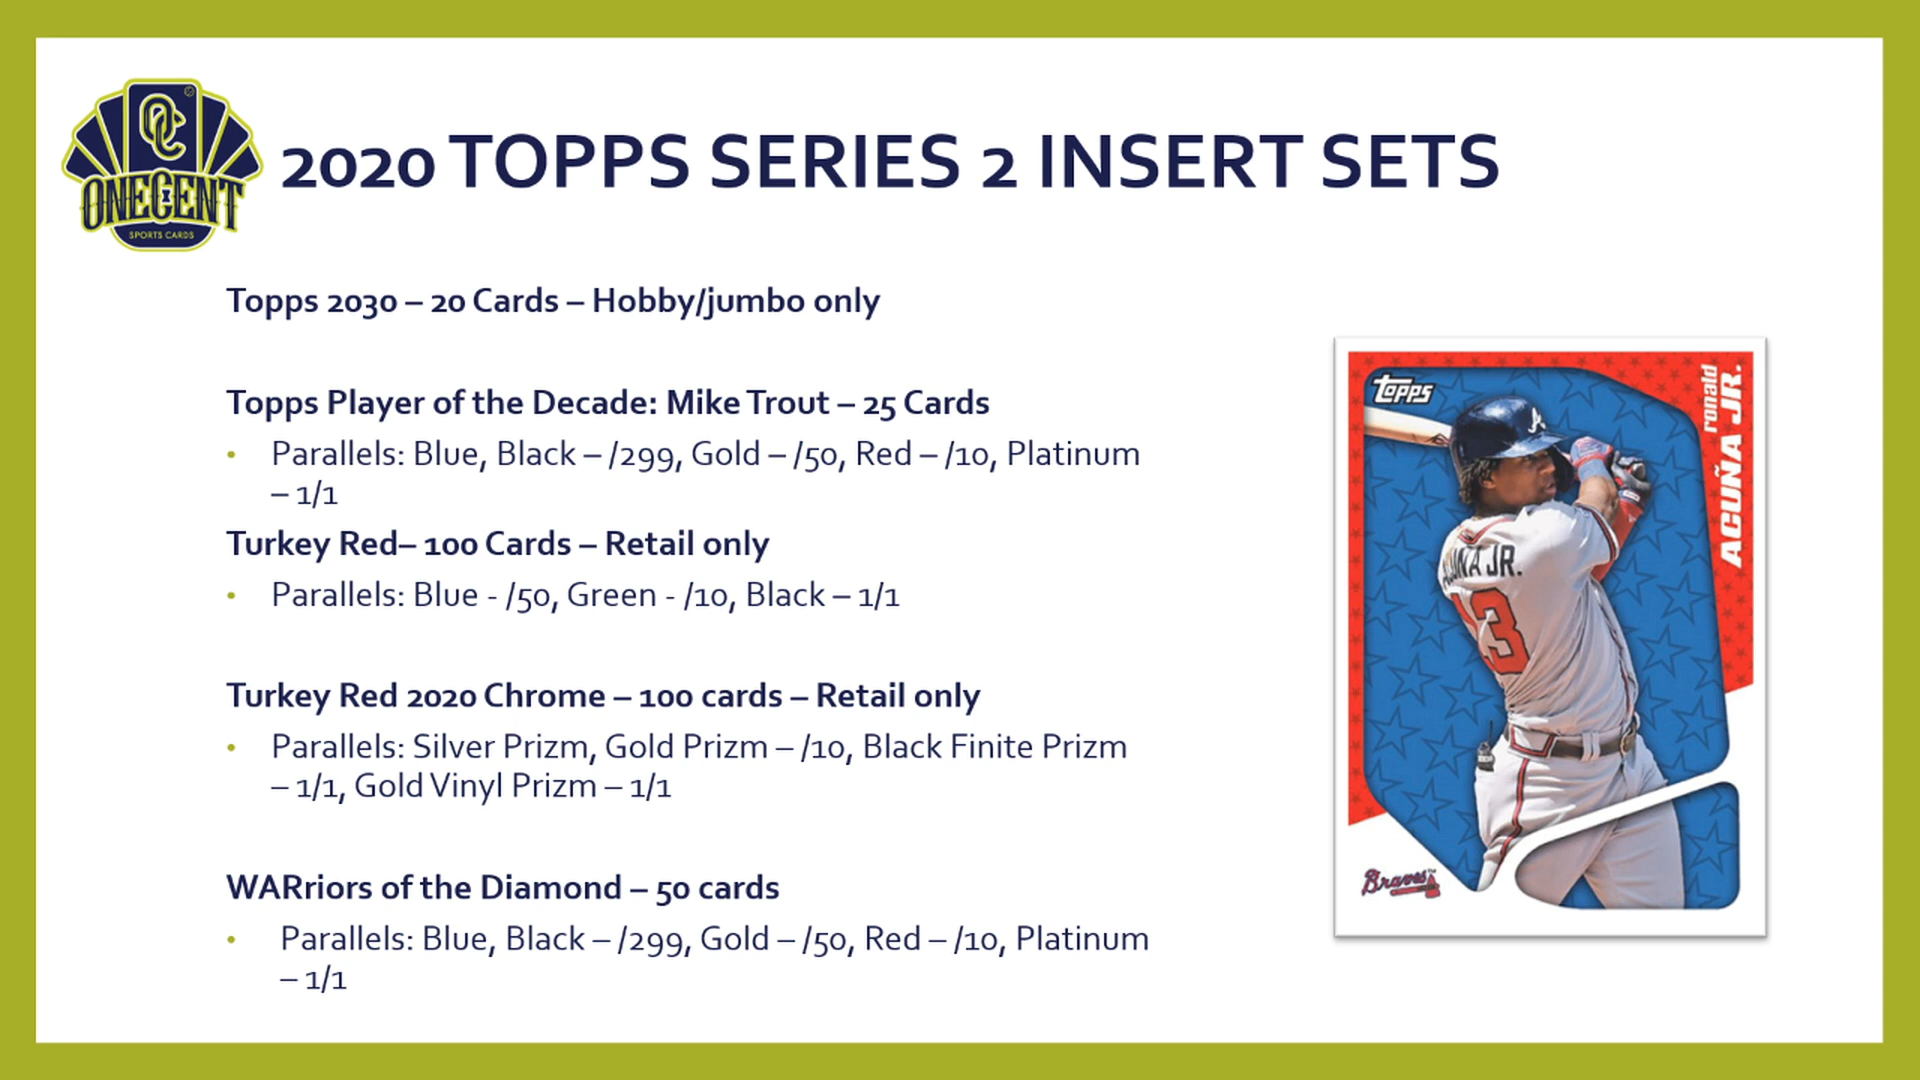 OC
ONECENT
SPORTS CARDS
2020 TOPPS SERIES 2 INSERT SETS
Topps 2030 – 20 Cards – Hobby/jumbo only
Topps Player of the Decade: Mike Trout – 25 Cards
• Parallels: Blue, Black – /299, Gold – /50, Red – /10, Platinum
– 1/1
Turkey Red– 100 Cards – Retail only
• Parallels: Blue - /50, Green - /10, Black – 1/1
Turkey Red 2020 Chrome – 100 cards – Retail only
• Parallels: Silver Prizm, Gold Prizm – /10, Black Finite Prizm
– 1/1, Gold Vinyl Prizm – 1/1
WARriors of the Diamond – 50 cards
• Parallels: Blue, Black – /299, Gold – /50, Red – /10, Platinum
– 1/1
Topps
ronald
ACUÑA JR.
A
ACUÑA JR.
13
Braves